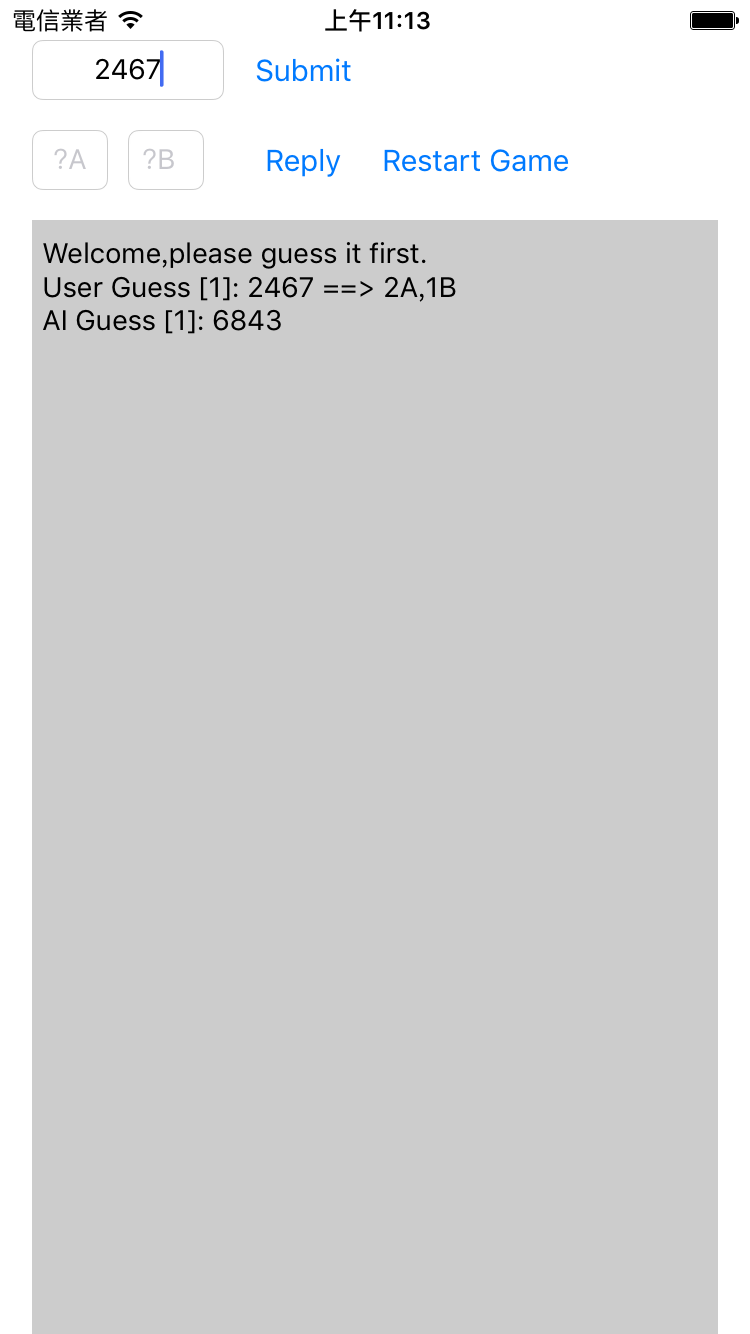 電信業者 上午11:13
2467 Submit
?A ?B Reply Restart Game
Welcome,please guess it first.
User Guess [1]: 2467 ==> 2A,1B
AI Guess [1]: 6843